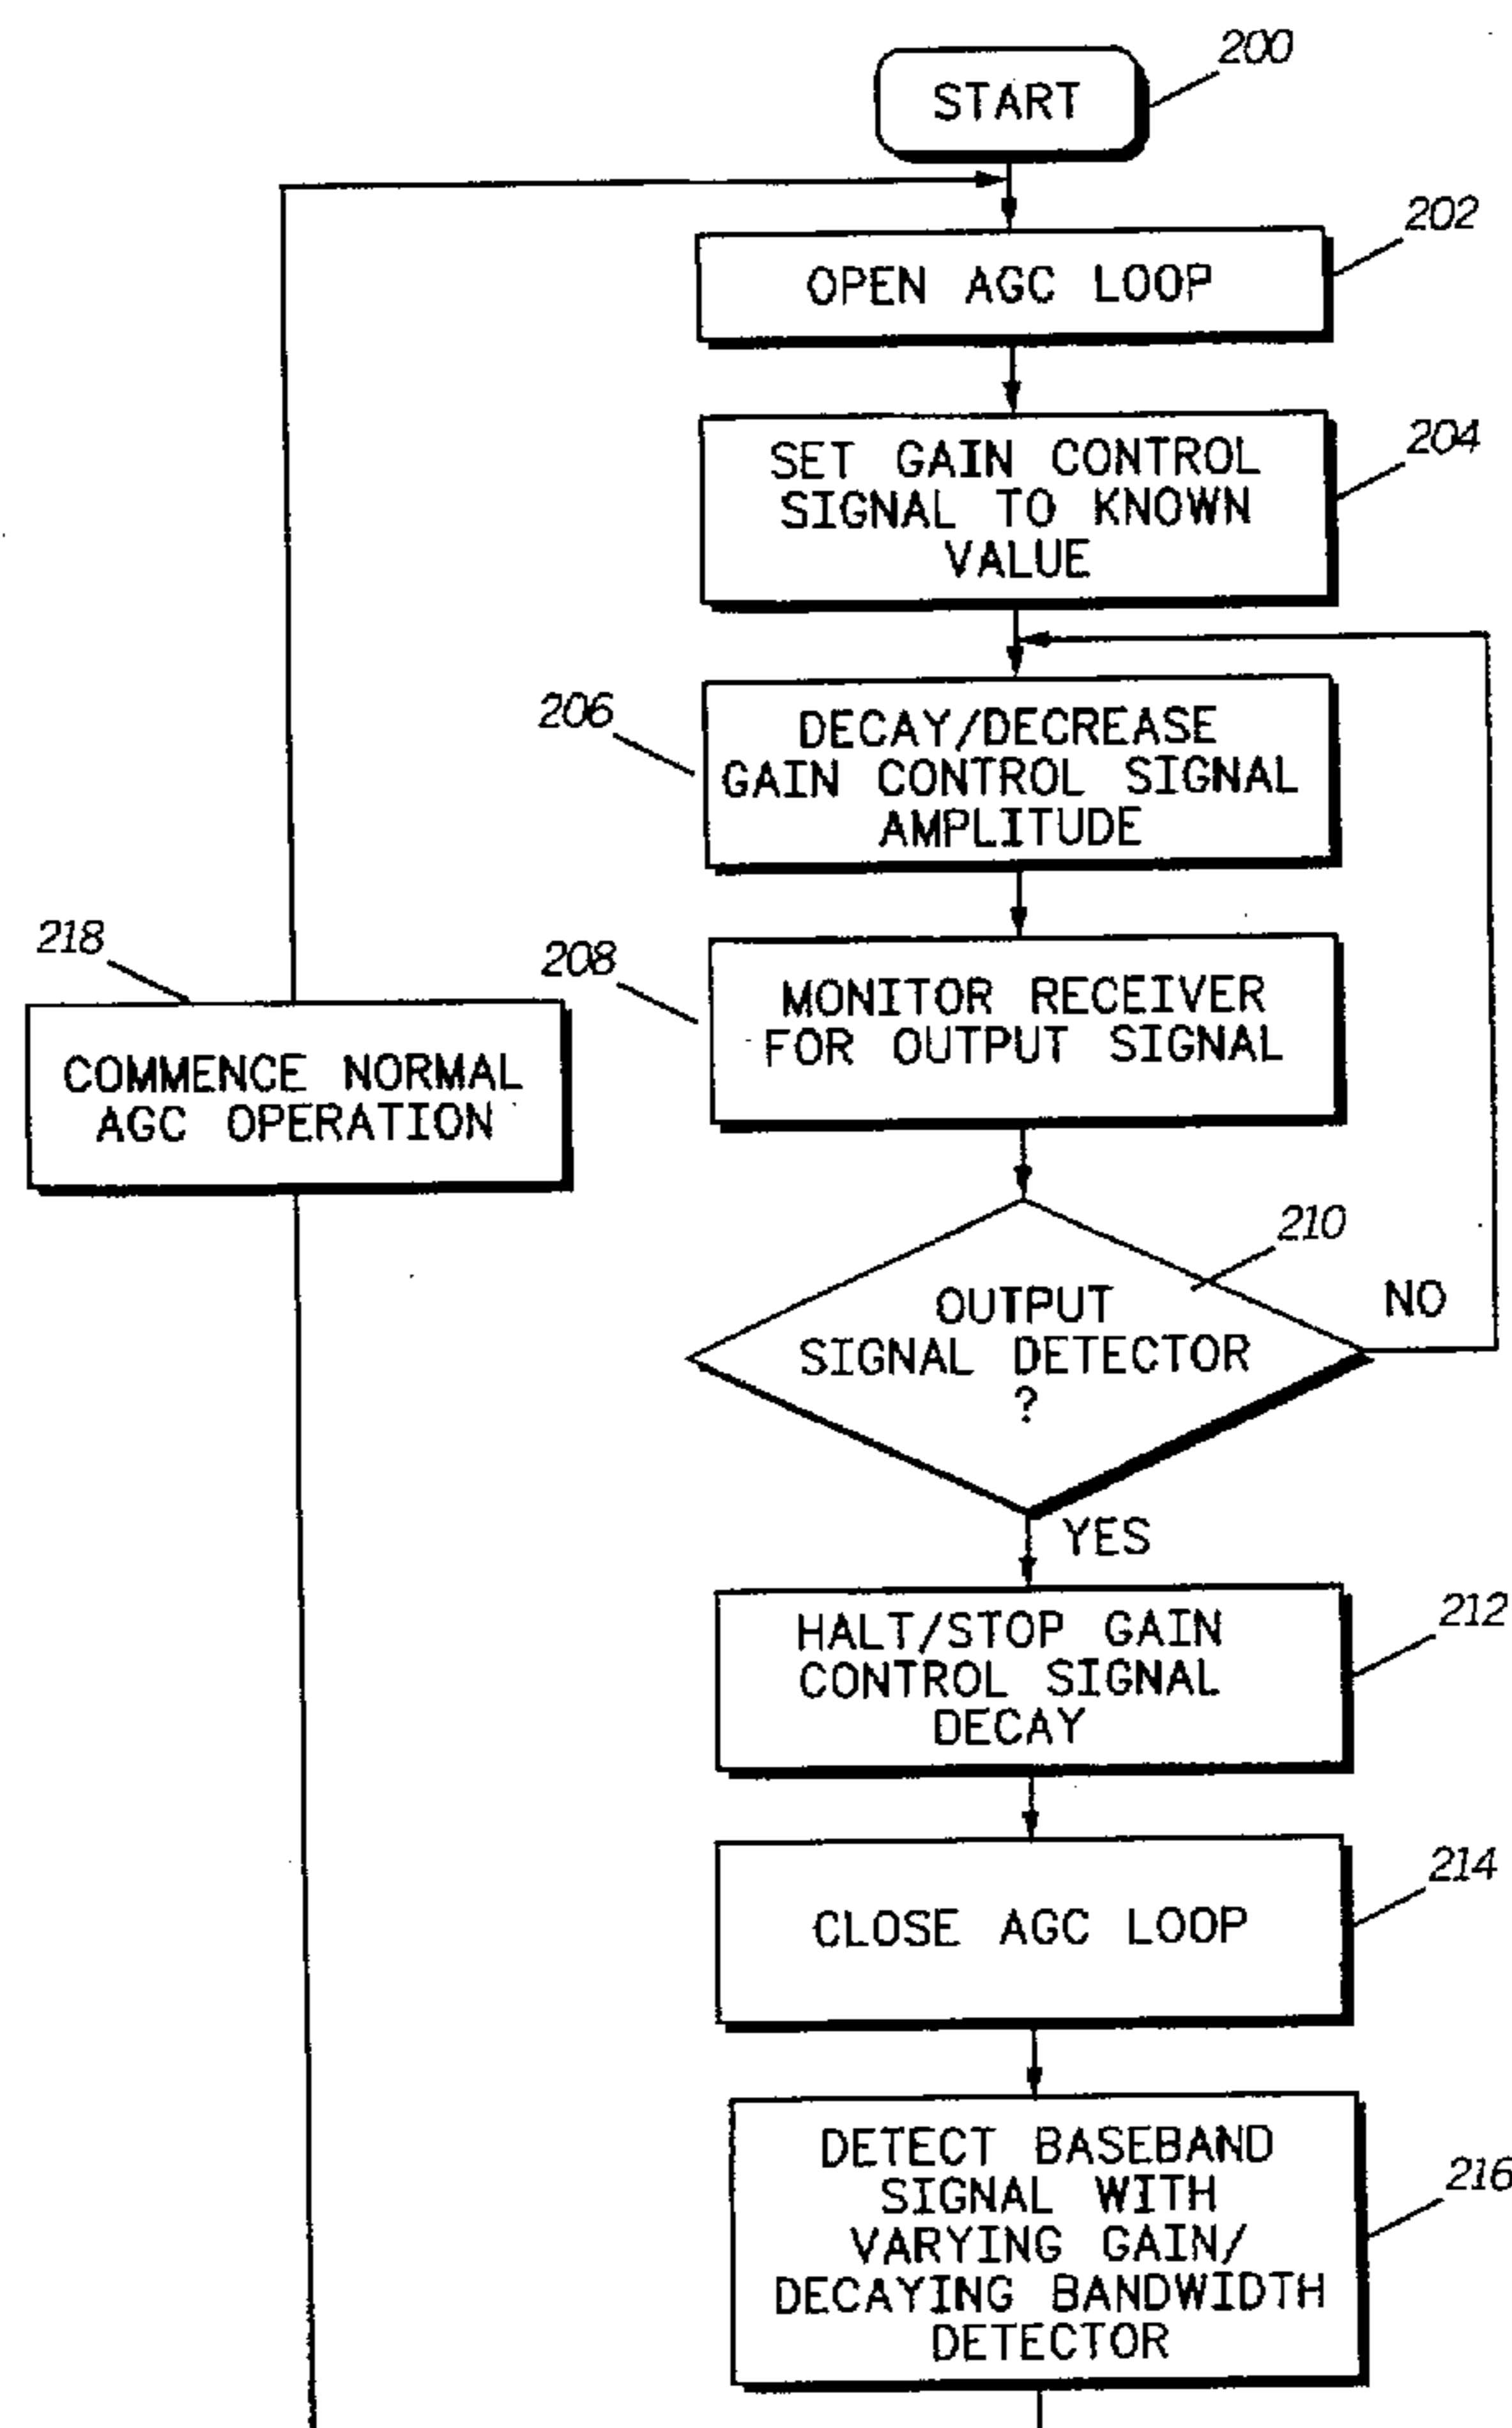 200
START
202
OPEN AGC LOOP
204
SET GAIN CONTROL
SIGNAL TO KNOWN
VALUE
206
DECAY/DECREASE
GAIN CONTROL SIGNAL
AMPLITUDE
218
208
MONITOR RECEIVER
FOR OUTPUT SIGNAL
COMMENCE NORMAL
AGC OPERATION
210
OUTPUT
SIGNAL DETECTOR
?
NO
YES
212
HALT/STOP GAIN
CONTROL SIGNAL
DECAY
214
CLOSE AGC LOOP
216
DETECT BASEBAND
SIGNAL WITH
VARYING GAIN/
DECAYING BANDWIDTH
DETECTOR